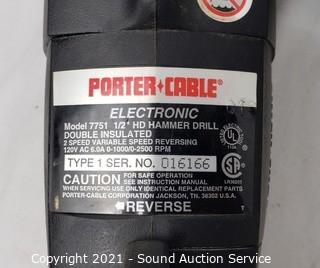 PORTER+CABLE
ELECTRONIC
Model 7751 1/2" HD HAMMER DRILL
DOUBLE INSULATED
2 SPEED VARIABLE SPEED REVERSING
120V AC 6.0A 0-1000/0-2500 RPM
TYPE 1 SER. NO. 016166
CAUTION FOR SAFE OPERATION
SEE INSTRUCTION MANUAL
WHEN SERVICING USE ONLY IDENTICAL REPLACEMENT PARTS
PORTER-CABLE CORPORATION JACKSON, TN. 38302 U.S.A.
REVERSE
Copyright 2021 - Sound Auction Service